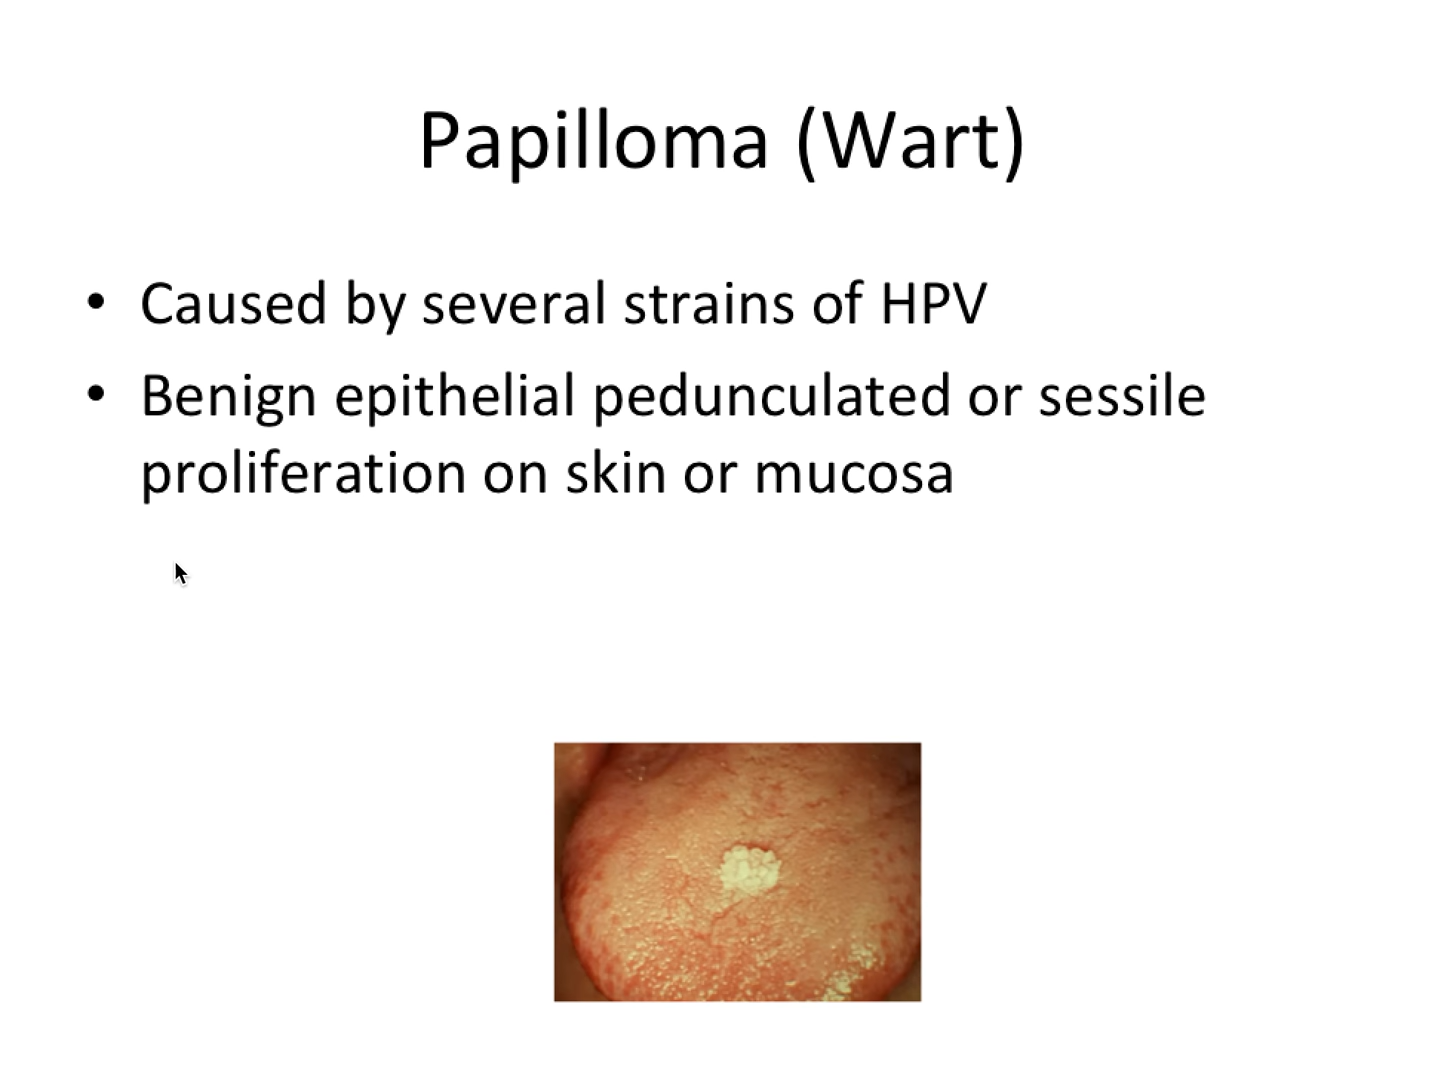 Papilloma (Wart)
• Caused by several strains of HPV
• Benign epithelial pedunculated or sessile
proliferation on skin or mucosa